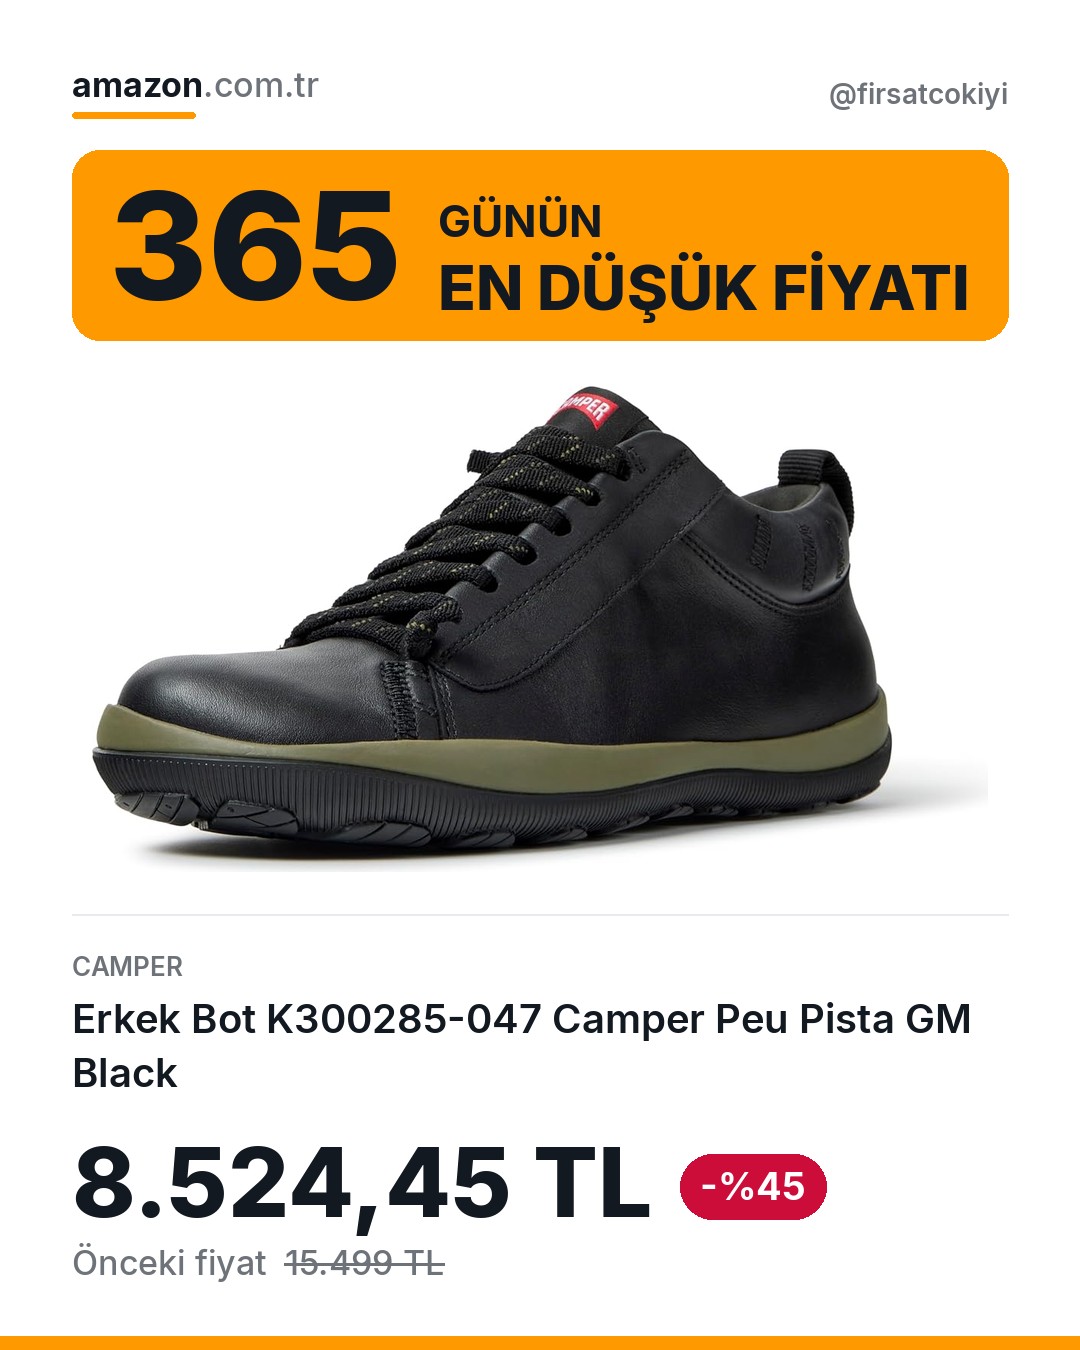 amazon.com.tr
@firsatcokiyi
365
GÜNÜN
EN DÜŞÜK FİYATI
CAMPER
Erkek Bot K300285-047 Camper Peu Pista GM
Black
8.524,45 TL
-%45
Önceki fiyat 15.499 TL